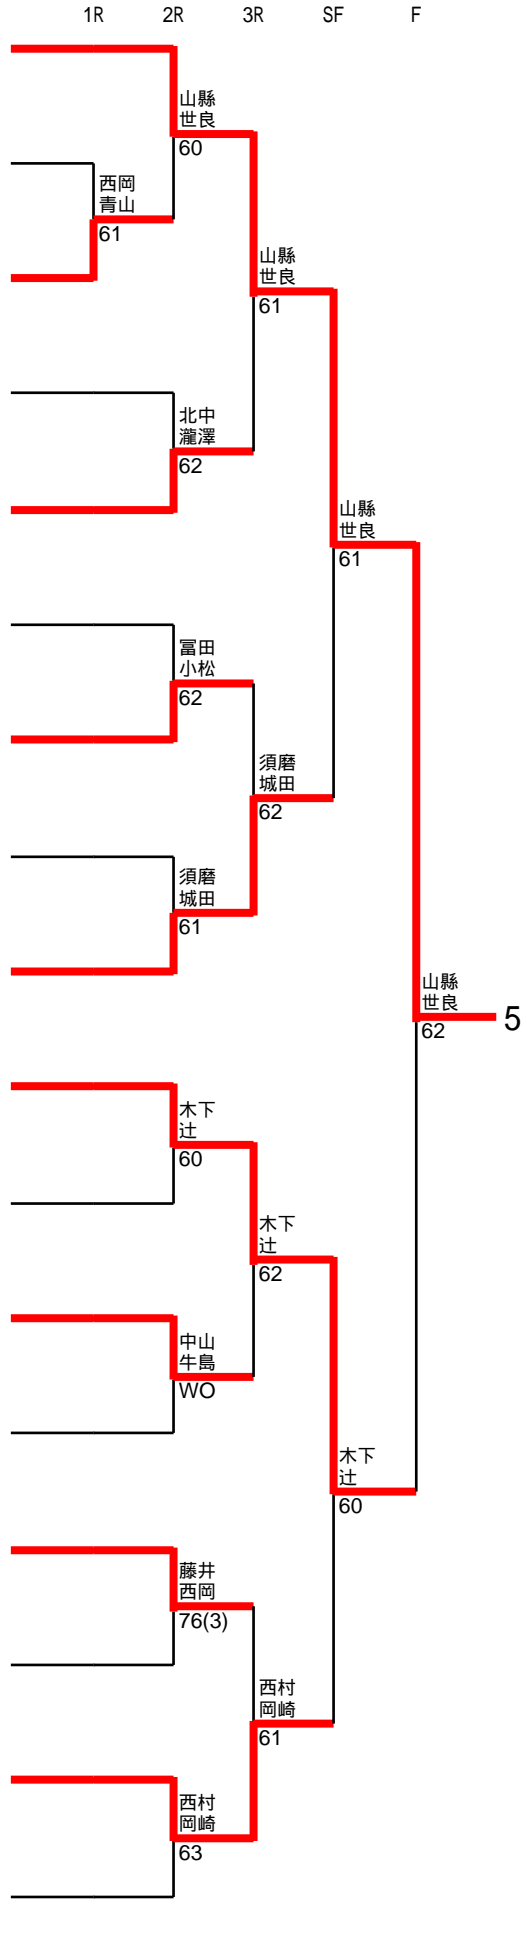 1R 2R 3R SF F
山縣
世良
60
西岡
青山
61
山縣
世良
61
北中
瀧澤
62
山縣
世良
61
冨田
小松
62
須磨
城田
62
須磨
城田
61
山縣
世良
62
5
木下
辻
60
木下
辻
62
中山
牛島
WO
木下
辻
60
藤井
西岡
76(3)
西村
岡崎
61
西村
岡崎
63